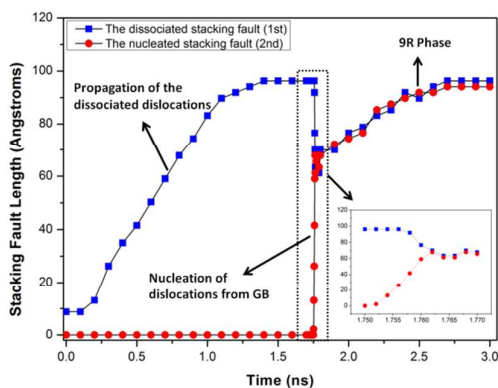 The dissociated stacking fault (1st)
The nucleated stacking fault (2nd)
9R Phase
Propagation of the
dissociated dislocations
Nucleation of
dislocations from GB
Stacking Fault Length (Angstroms)
120
100
80
60
40
20
0
0.0 0.5 1.0 1.5 2.0 2.5 3.0
Time (ns)
120
100
80
60
40
20
0
1.750 1.755 1.760 1.765 1.770